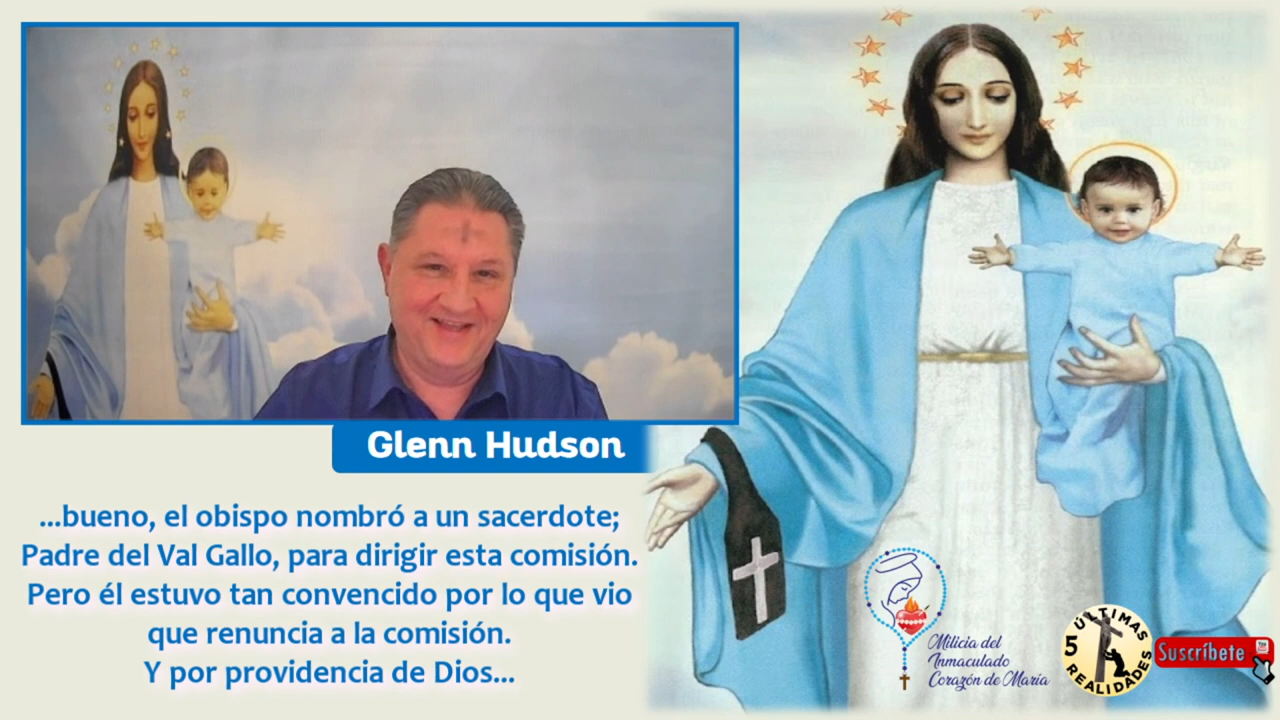 Glenn Hudson
...bueno, el obispo nombró a un sacerdote;
Padre del Val Gallo, para dirigir esta comisión.
Pero él estuvo tan convencido por lo que vio
que renuncia a la comisión.
Y por providencia de Dios...
Milicia del
Inmaculado
Corazón de María
5 ÚLTIMAS
REALIDADES
Suscríbete